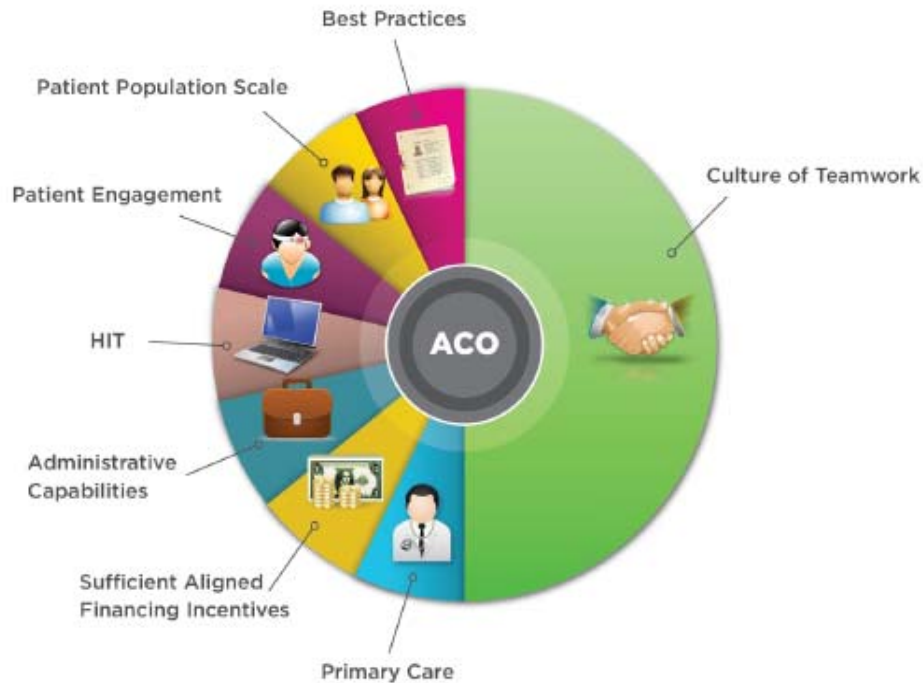 Best Practices
Patient Population Scale
Patient Engagement
Culture of Teamwork
HIT
ACO
Administrative
Capabilities
Sufficient Aligned
Financing Incentives
Primary Care